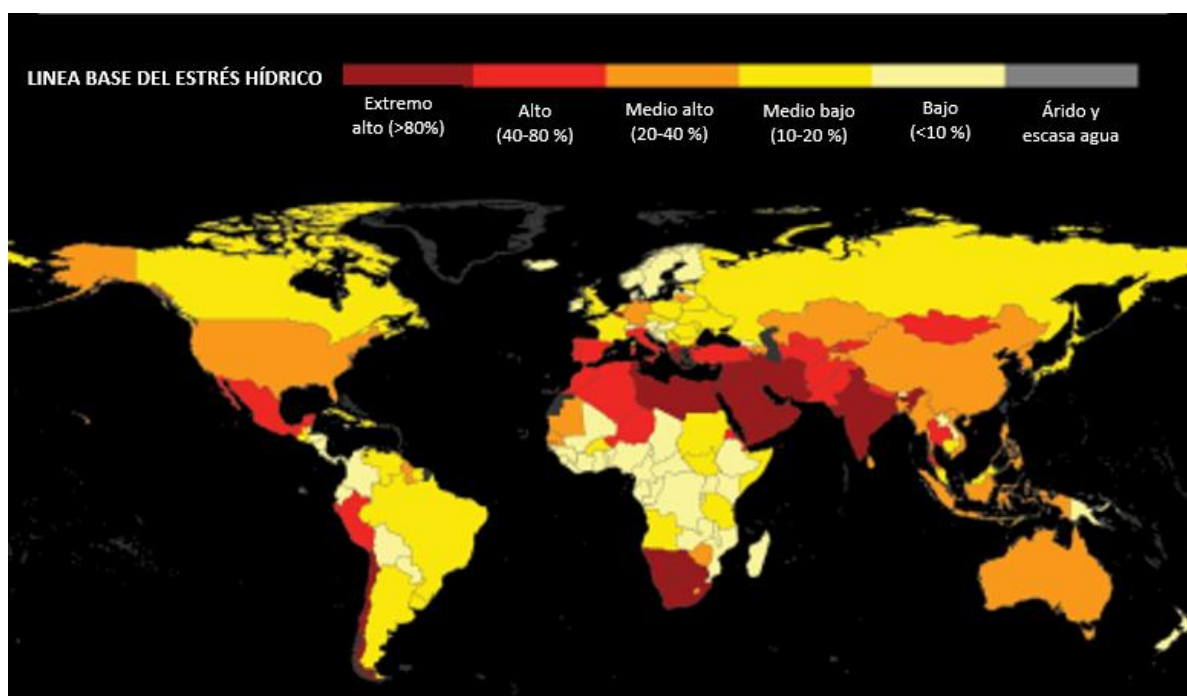 LINEA BASE DEL ESTRÉS HÍDRICO
Extremo
alto (>80%)
Alto
(40-80 %)
Medio alto
(20-40 %)
Medio bajo
(10-20 %)
Bajo
(<10 %)
Árido y
escasa agua